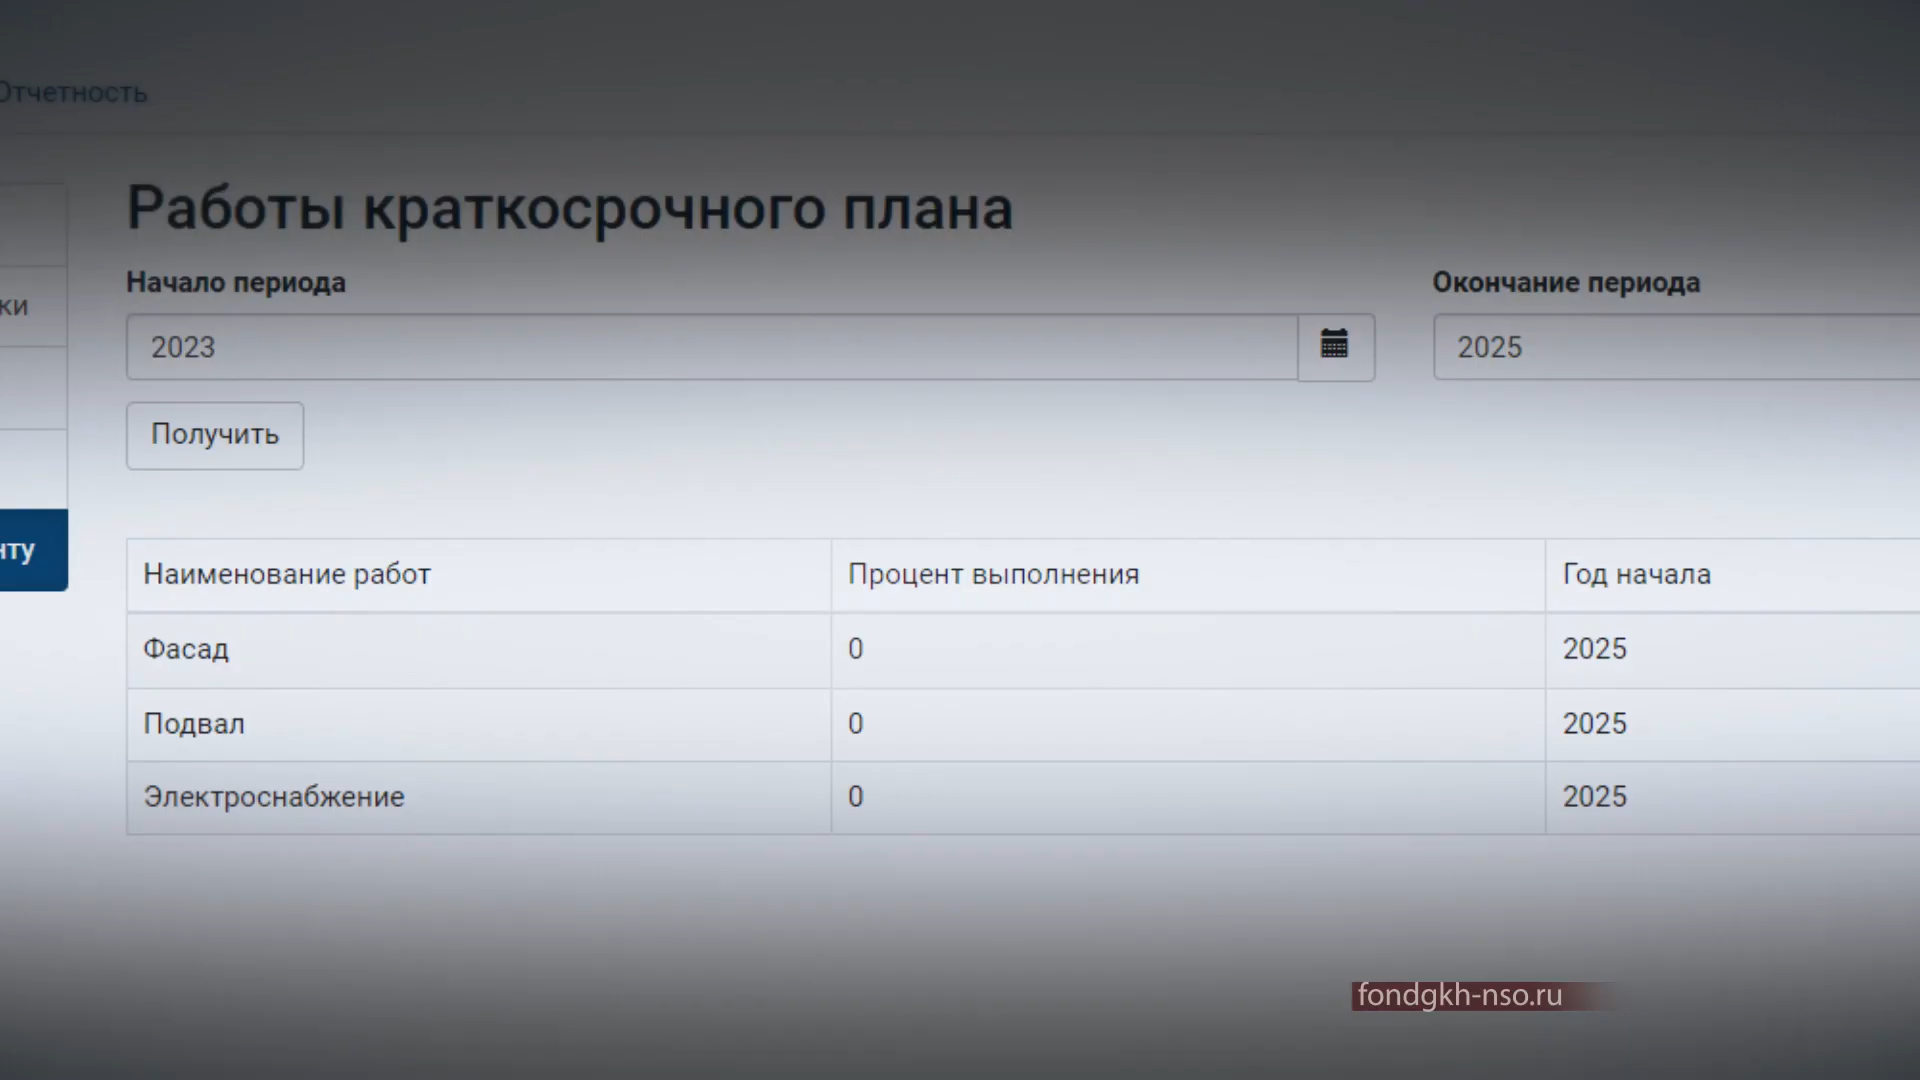 Отчетность
Работы краткосрочного плана
Начало периода
Окончание периода
ки
2023
2025
Получить
нту
Наименование работ
Процент выполнения
Год начала
Фасад
0
2025
Подвал
0
2025
Электроснабжение
0
2025
fondgkh-nso.ru